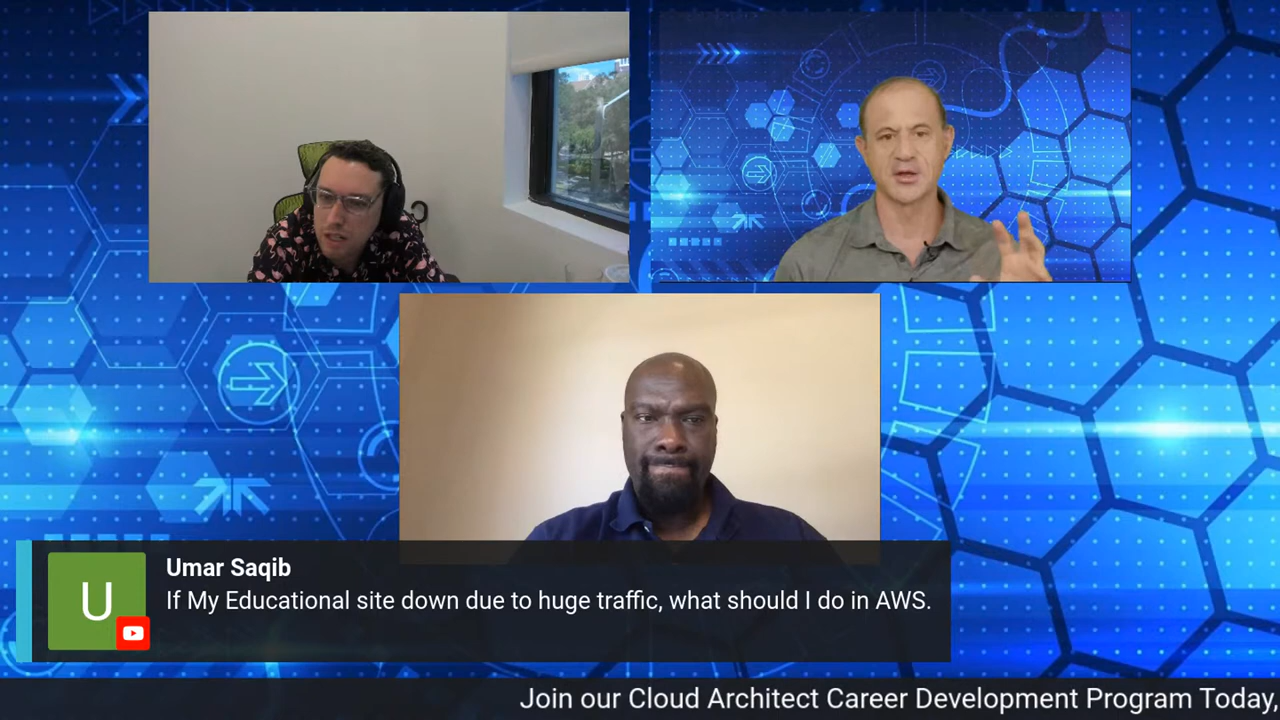 U
Umar Saqib
If My Educational site down due to huge traffic, what should I do in AWS.
Join our Cloud Architect Career Development Program Today,